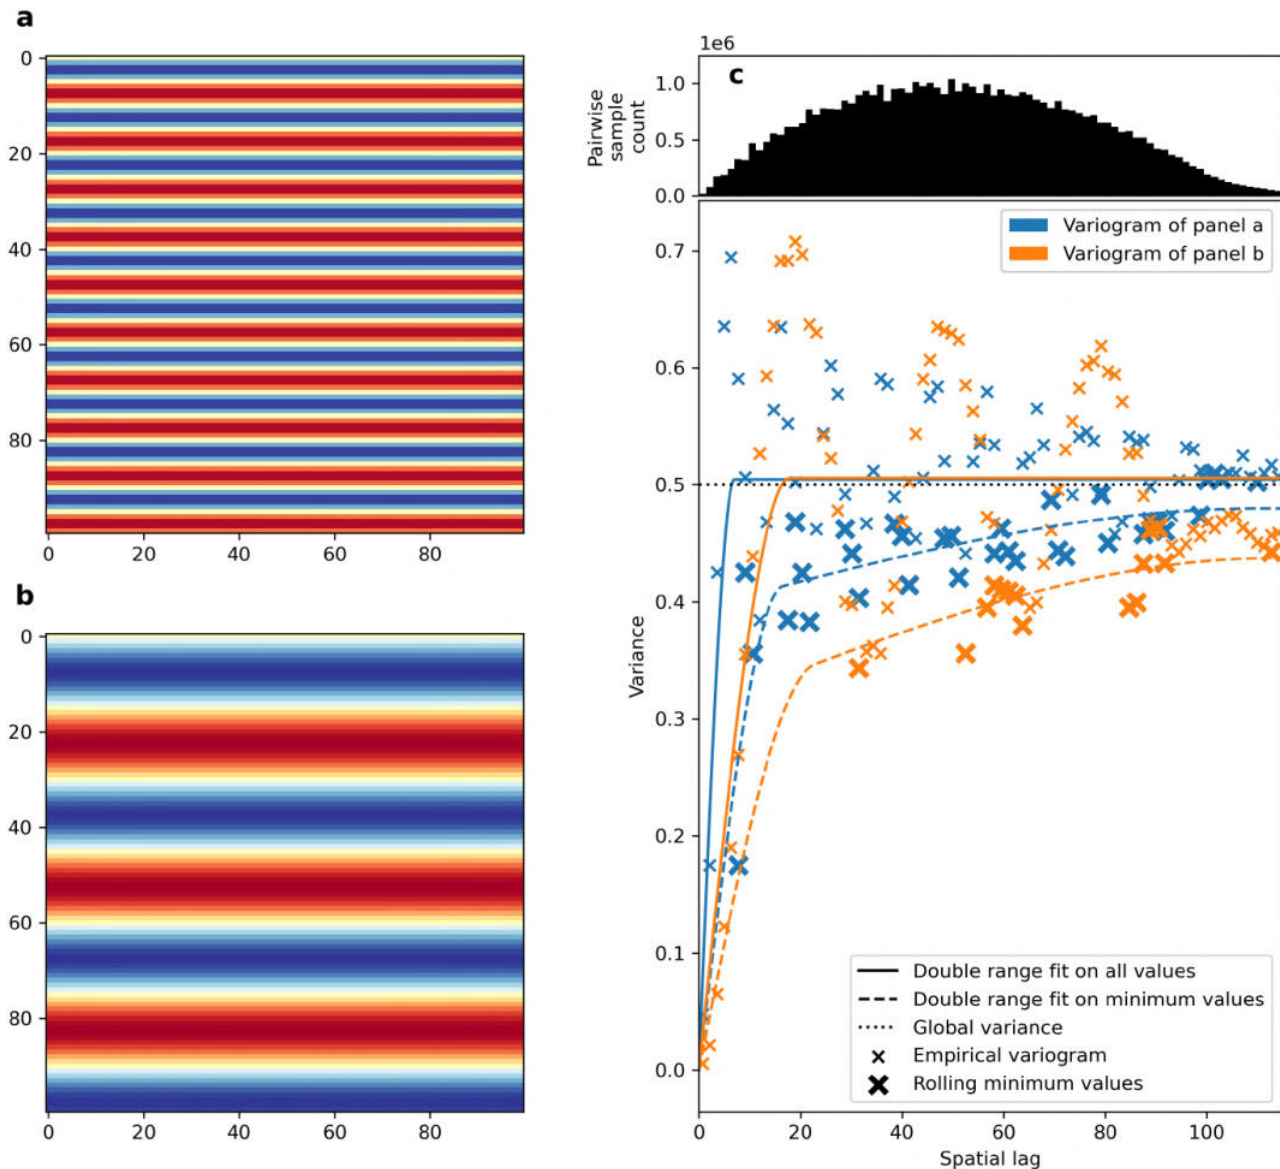 a
0
20
40
60
80
0 20 40 60 80
b
0
20
40
60
80
0 20 40 60 80
1e6
c
Pairwise
sample
count
1.0
0.5
0.0
Variogram of panel a
Variogram of panel b
Variance
0.7
0.6
0.5
0.4
0.3
0.2
0.1
0.0
Double range fit on all values
Double range fit on minimum values
Global variance
Empirical variogram
Rolling minimum values
0 20 40 60 80 100
Spatial lag